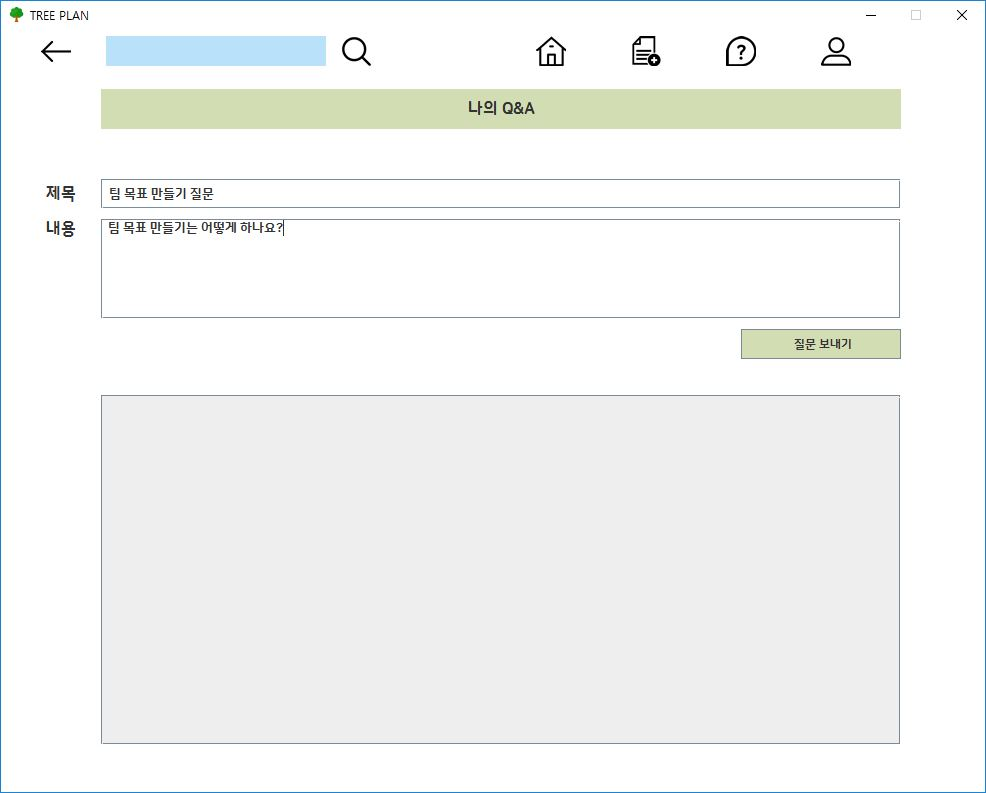 TREE PLAN
?
나의 Q&A
제목
팀 목표 만들기 질문
내용
팀 목표 만들기는 어떻게 하나요?
질문 보내기